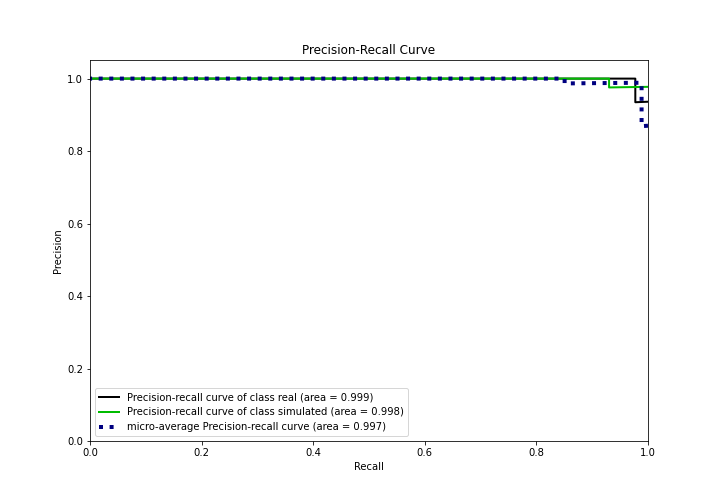 Precision-Recall Curve
1.0
0.8
0.6
0.4
0.2
0.0
Precision
Precision-recall curve of class real (area = 0.999)
Precision-recall curve of class simulated (area = 0.998)
micro-average Precision-recall curve (area = 0.997)
0.0 0.2 0.4 0.6 0.8 1.0
Recall